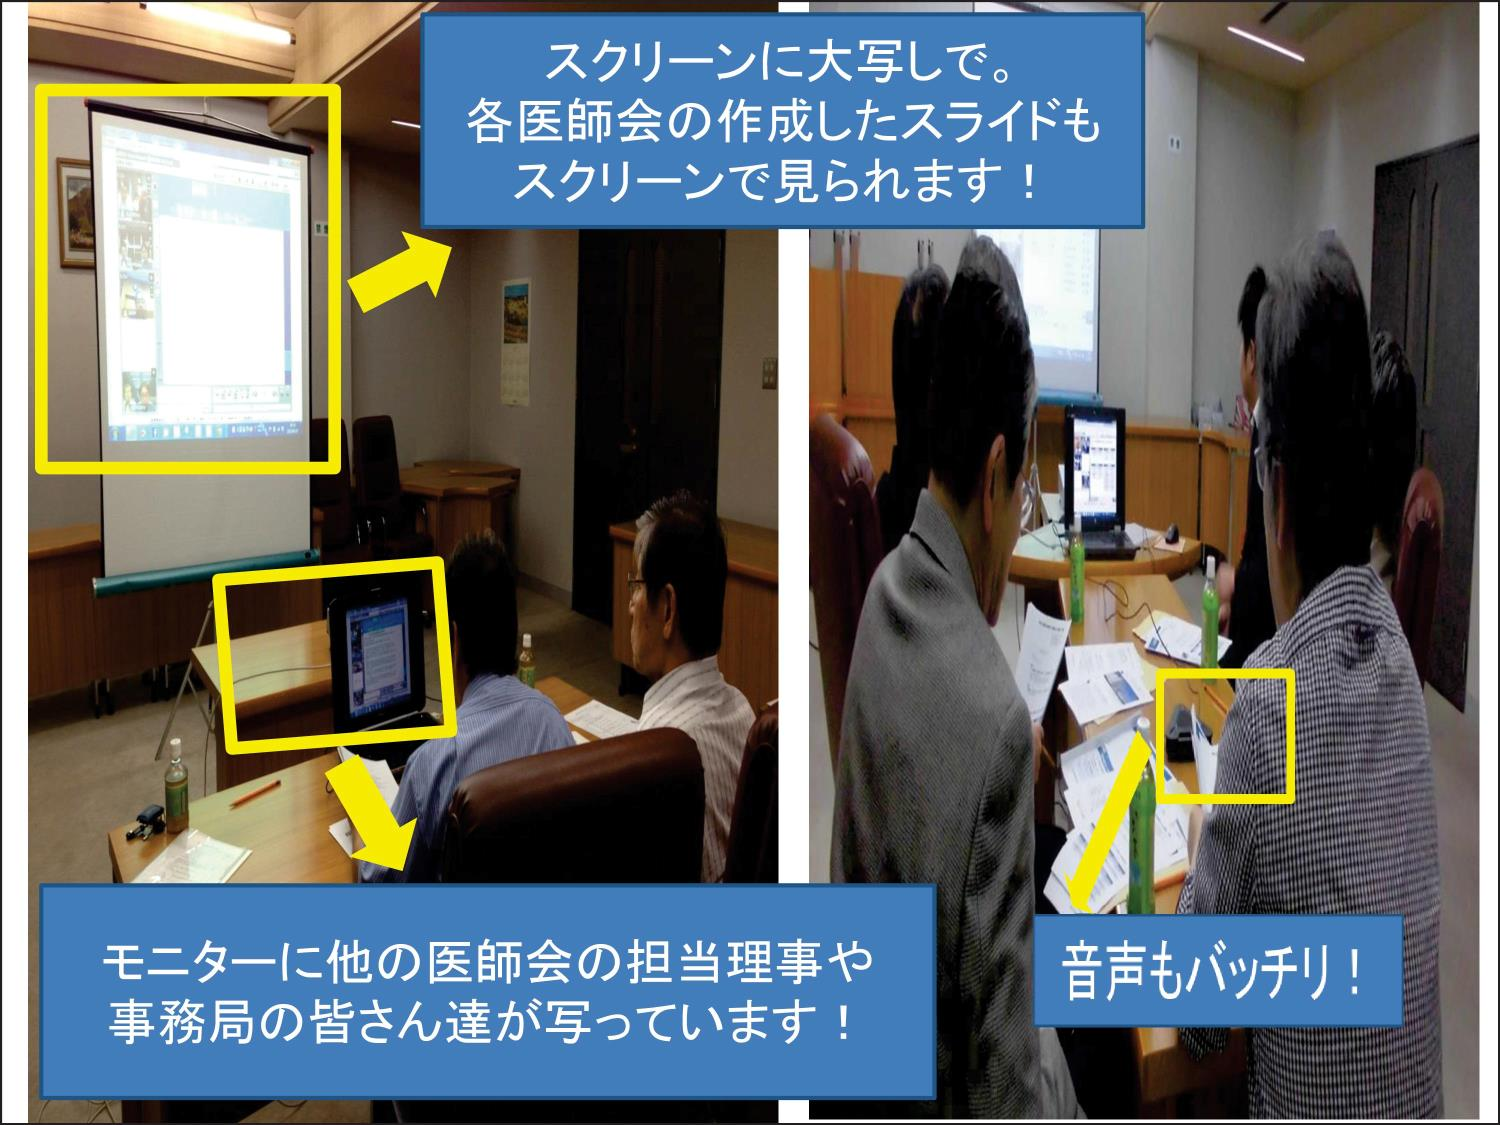 スクリーンに大写しで。
各医師会の作成したスライドも
スクリーンで見られます！
モニターに他の医師会の担当理事や
事務局の皆さん達が写っています！
音声もバッチリ！